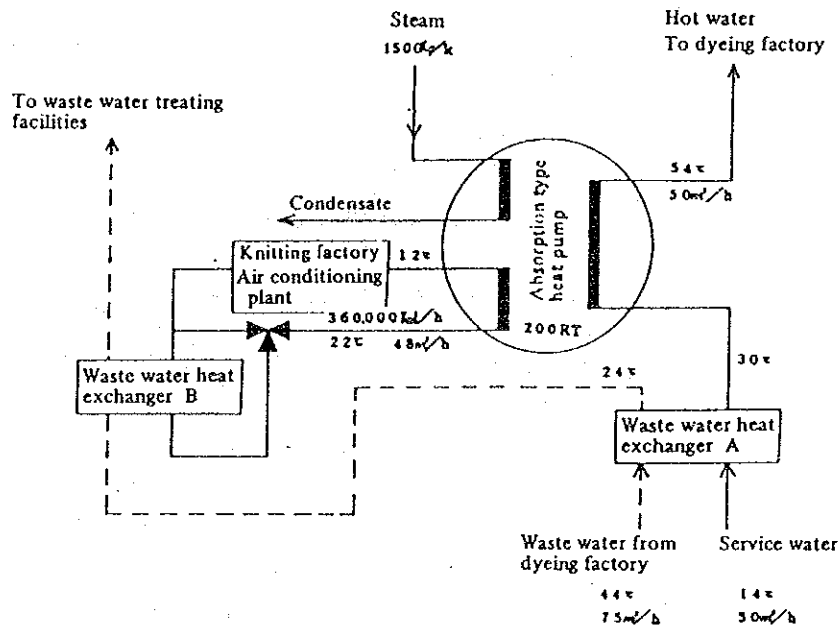 Steam
1500kg/h
Hot water
To dyeing factory
To waste water treating
facilities
54℃
50㎥/h
Absorption type
heat pump
Condensate
Knitting factory
Air conditioning
plant
12℃
360,000Kcal/h
22℃ 48㎥/h
200RT
30℃
24℃
Waste water heat
exchanger B
Waste water heat
exchanger A
Waste water from
dyeing factory
44℃
75㎥/h
Service water
14℃
50㎥/h